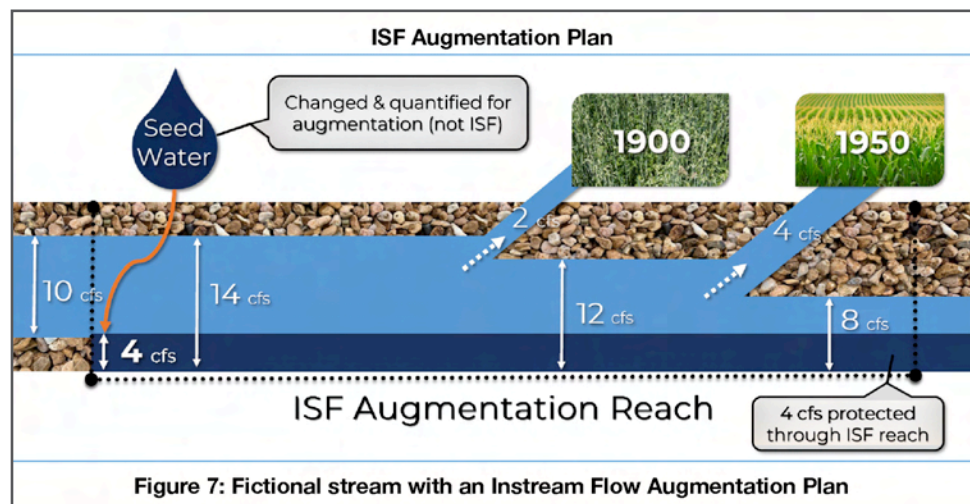 ISF Augmentation Plan
Seed
Water
Changed & quantified for
augmentation (not ISF)
1900
1950
2 cfs
4 cfs
10 cfs
14 cfs
12 cfs
8 cfs
4 cfs
ISF Augmentation Reach
4 cfs protected
through ISF reach
Figure 7: Fictional stream with an Instream Flow Augmentation Plan